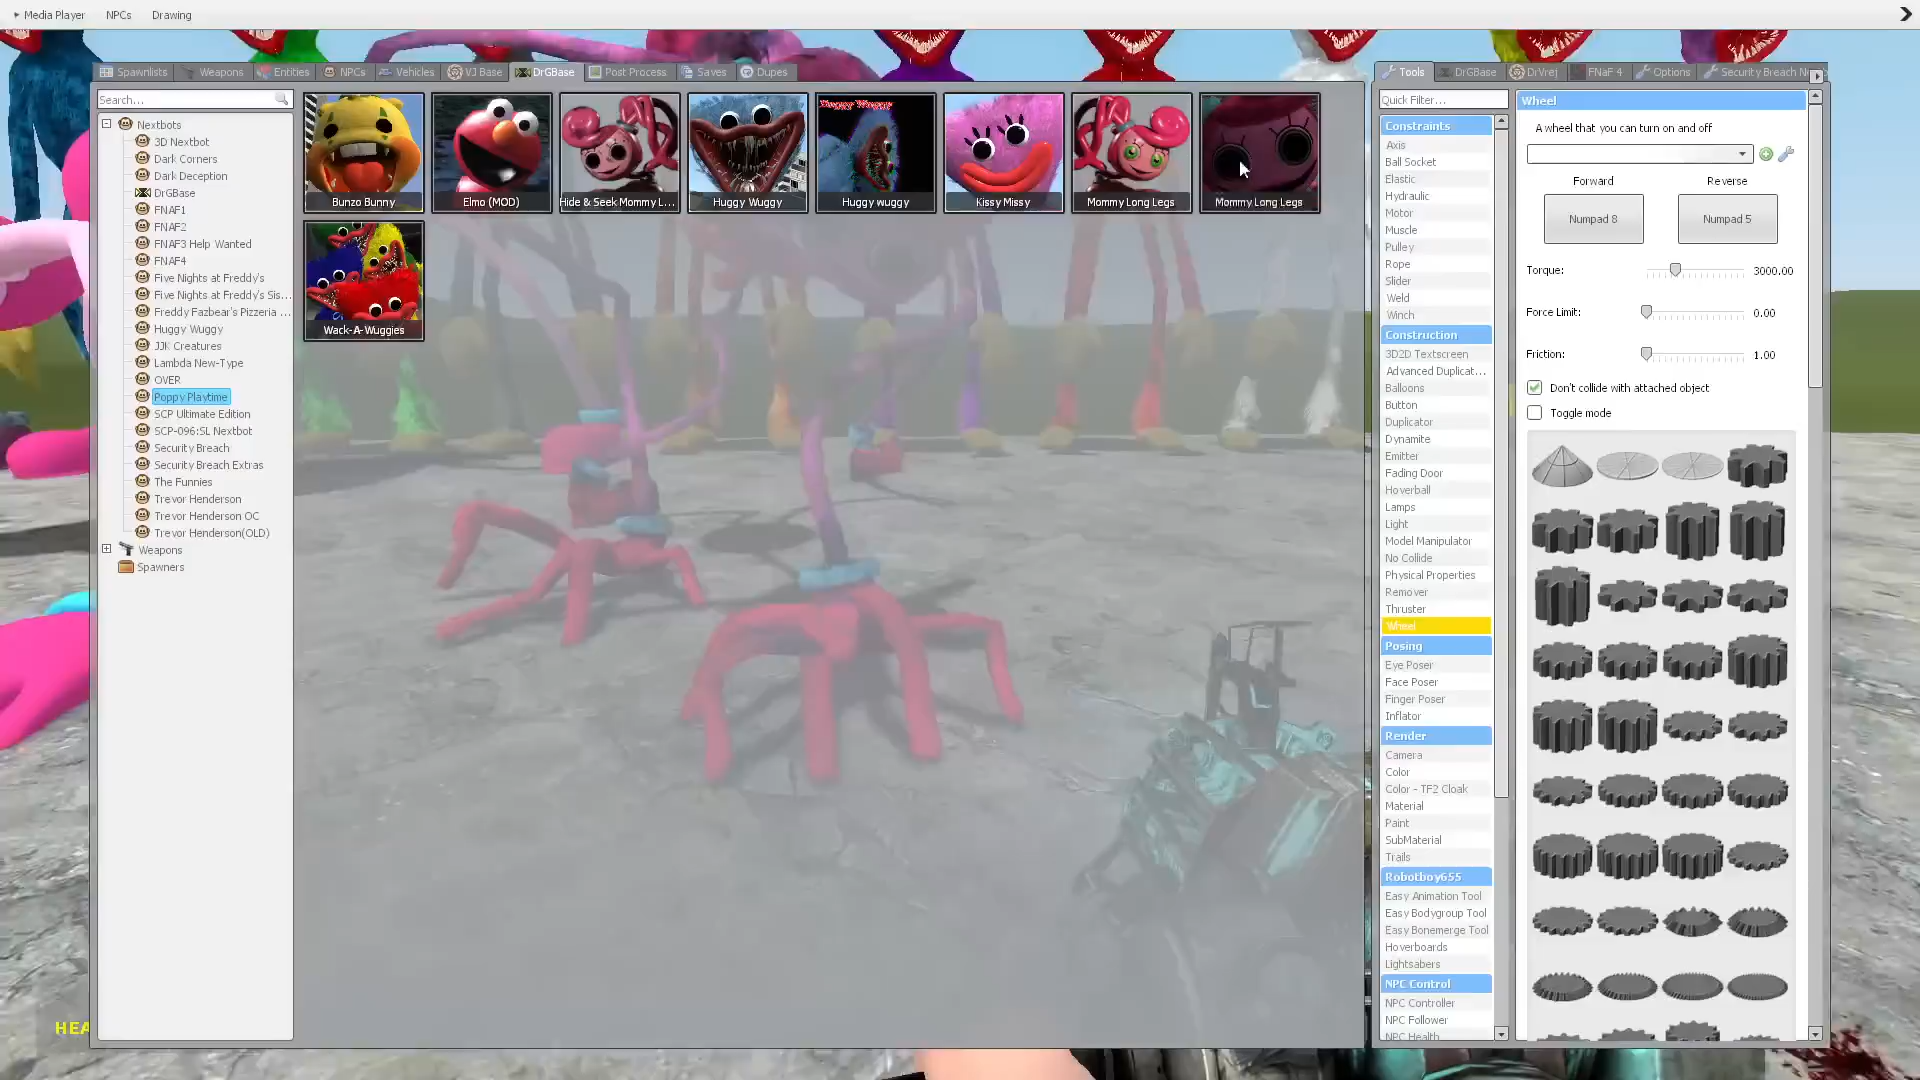 Media Player NPCs Drawing
Spawnlists Weapons Entities NPCs Vehicles VJ Base DrGBase Post Process Saves Dupes
Search...
Nextbots
3D Nextbot
Dark Corners
Dark Deception
DrGBase
FNAF1
FNAF2
FNAF3 Help Wanted
FNAF4
Five Nights at Freddy's
Five Nights at Freddy's Sis...
Freddy Fazbear's Pizzeria ...
Huggy Wuggy
JJK Creatures
Lambda New-Type
OVER
Poppy Playtime
SCP Ultimate Edition
SCP-096:SL Nextbot
Security Breach
Security Breach Extras
The Funnies
Trevor Henderson
Trevor Henderson OC
Trevor Henderson(OLD)
Weapons
Spawners
Bunzo Bunny
Elmo (MOD)
Hide & Seek Mommy L...
Huggy Wuggy
Huggy wuggy
Kissy Missy
Mommy Long Legs
Mommy Long Legs
Wack-A-Wuggies
HEA
Tools DrGBase DrVrej FNaF 4 Options Security Breach
Quick Filter...
Constraints
Axis
Ball Socket
Elastic
Hydraulic
Motor
Muscle
Pulley
Rope
Slider
Weld
Winch
Construction
3D2D Textscreen
Advanced Duplicat...
Balloons
Button
Duplicator
Dynamite
Emitter
Fading Door
Hoverball
Lamps
Light
Model Manipulator
No Collide
Physical Properties
Remover
Thruster
Wheel
Posing
Eye Poser
Face Poser
Finger Poser
Inflator
Render
Camera
Color
Color - TF2 Cloak
Material
Paint
SubMaterial
Trails
Robotboy655
Easy Animation Tool
Easy Bodygroup Tool
Easy Bonemerge Tool
Hoverboards
Lightsabers
NPC Control
NPC Controller
NPC Follower
NPC Health
Wheel
A wheel that you can turn on and off
Forward Reverse
Numpad 8 Numpad 5
Torque: 3000.00
Force Limit: 0.00
Friction: 1.00
Don't collide with attached object
Toggle mode